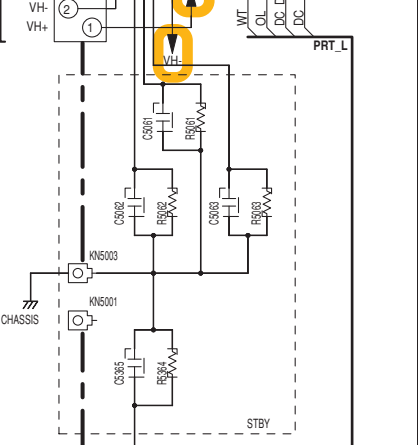 VH-
2
VH+
1
WT
OL
DC
DC
PRT_L
VH-
C5061
R5061
C5062
R5062
C5063
R5063
KN5003
KN5001
CHASSIS
C5365
R5364
STBY